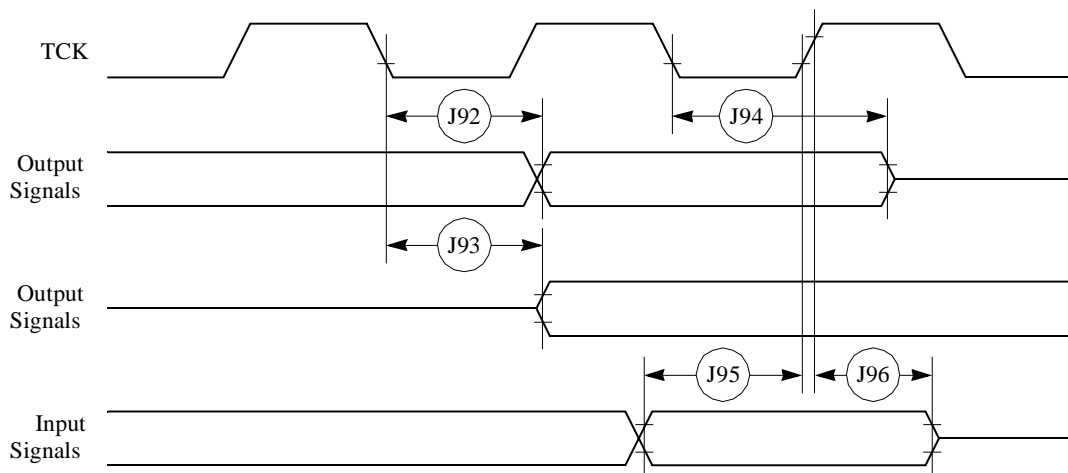 TCK
J92
J94
Output
Signals
J93
Output
Signals
J95
J96
Input
Signals